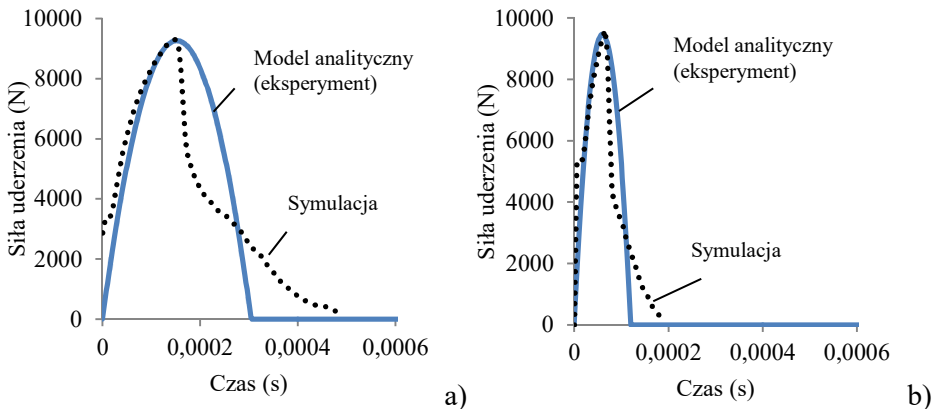 10000
8000
6000
4000
2000
0
Siła uderzenia (N)
Model analityczny
(eksperyment)
Symulacja
0 0,0002 0,0004 0,0006
Czas (s)
a)
10000
8000
6000
4000
2000
0
Siła uderzenia (N)
Model analityczny
(eksperyment)
Symulacja
0 0,0002 0,0004 0,0006
Czas (s)
b)